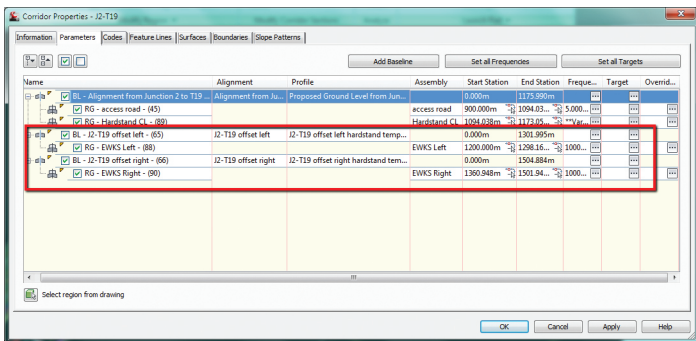 Corridor Properties - J2-T19
Information Parameters Codes Feature Lines Surfaces Boundaries Slope Patterns
Add Baseline Set all Frequencies Set all Targets
Name Alignment Profile Assembly Start Station End Station Freque... Target Overrid...
BL - Alignment from Junction 2 to T19 ... Alignment from Ju... Proposed Ground Level from Jun... 0.000m 1175.990m
RG - access road - (45) access road 900.000m 1094.03... 5.000...
RG - Hardstand CL - (89) Hardstand CL 1094.038m 1173.05... **Var...
BL - J2-T19 offset left - (65) J2-T19 offset left J2-T19 offset left hardstand temp... 0.000m 1301.995m
RG - EWKS Left - (88) EWKS Left 1200.000m 1298.16... 1000...
BL - J2-T19 offset right - (66) J2-T19 offset right J2-T19 offset right hardstand tem... 0.000m 1504.884m
RG - EWKS Right - (90) EWKS Right 1360.948m 1501.94... 1000...
Select region from drawing
OK Cancel Apply Help